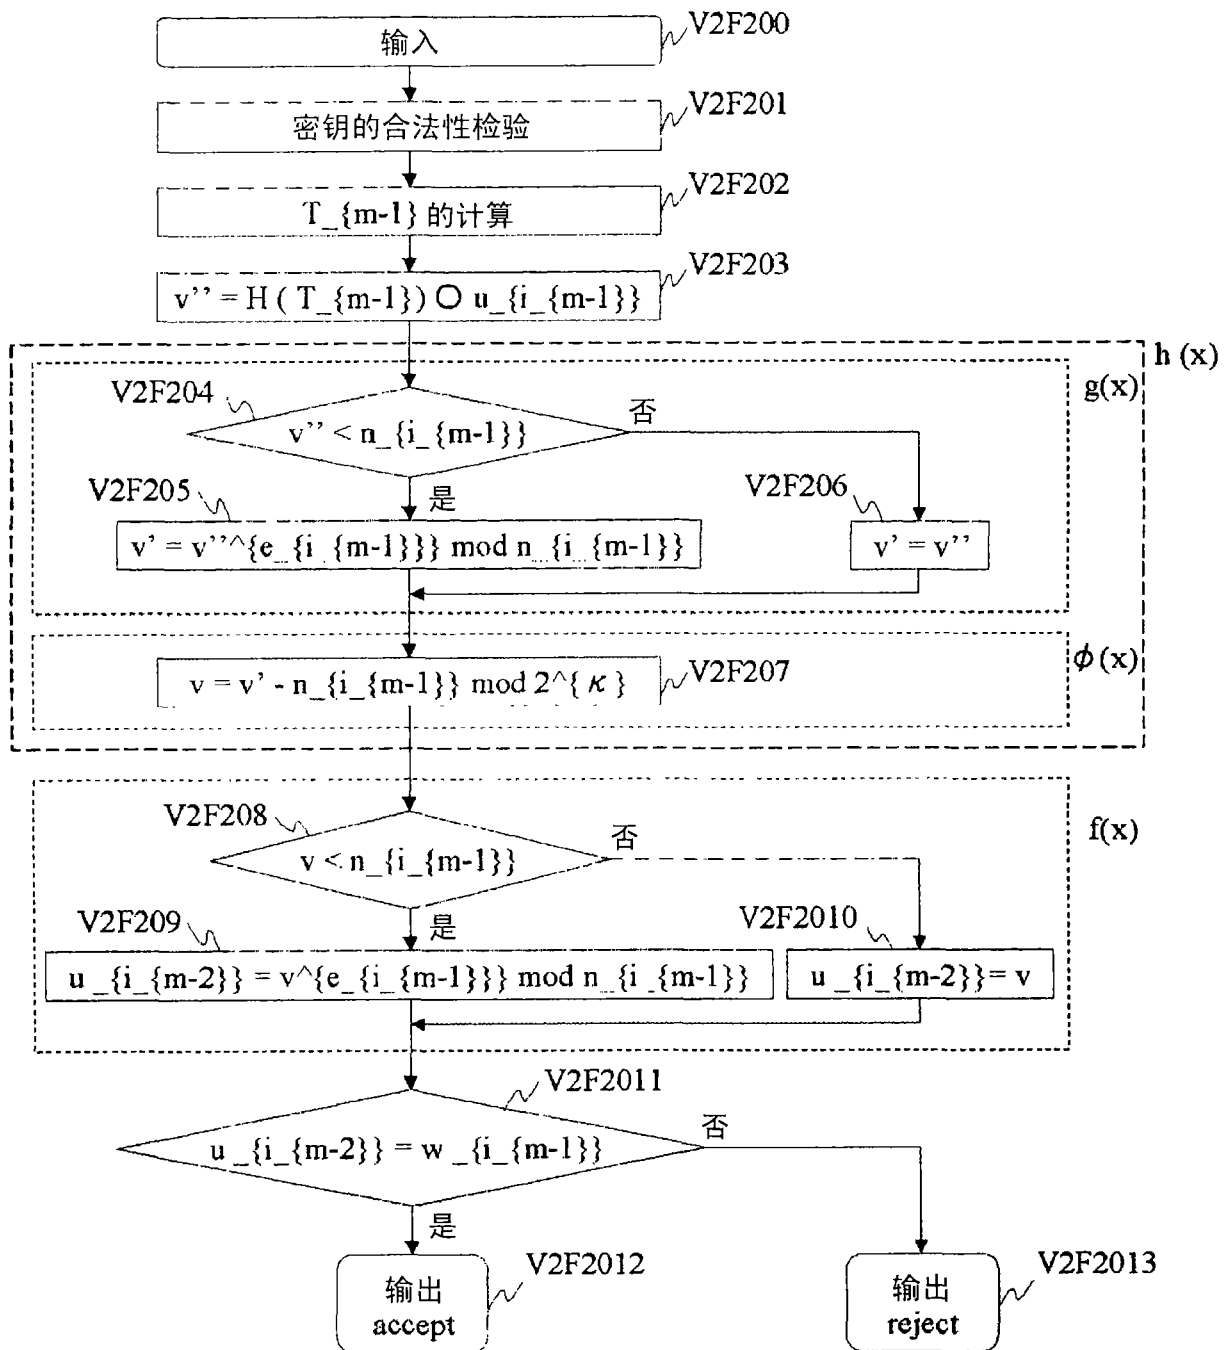 V2F200
输入
V2F201
密钥的合法性检验
V2F202
T_{m-1} 的计算
V2F203
v’’ = H ( T_{m-1}) ○ u_{i_{m-1}}
h (x)
g(x)
V2F204
v’’ < n_{i_{m-1}}
否
是
V2F205
v’ = v’’^{e_{i_{m-1}}} mod n_{i_{m-1}}
V2F206
v’ = v’’
ϕ(x)
v = v’ - n_{i_{m-1}} mod 2^{κ}
V2F207
f(x)
V2F208
v < n_{i_{m-1}}
否
是
V2F209
u _{i_{m-2}} = v^{e_{i_{m-1}}} mod n_{i_{m-1}}
V2F2010
u _{i_{m-2}}= v
V2F2011
u _{i_{m-2}} = w _{i_{m-1}}
否
是
V2F2012
输出
accept
V2F2013
输出
reject